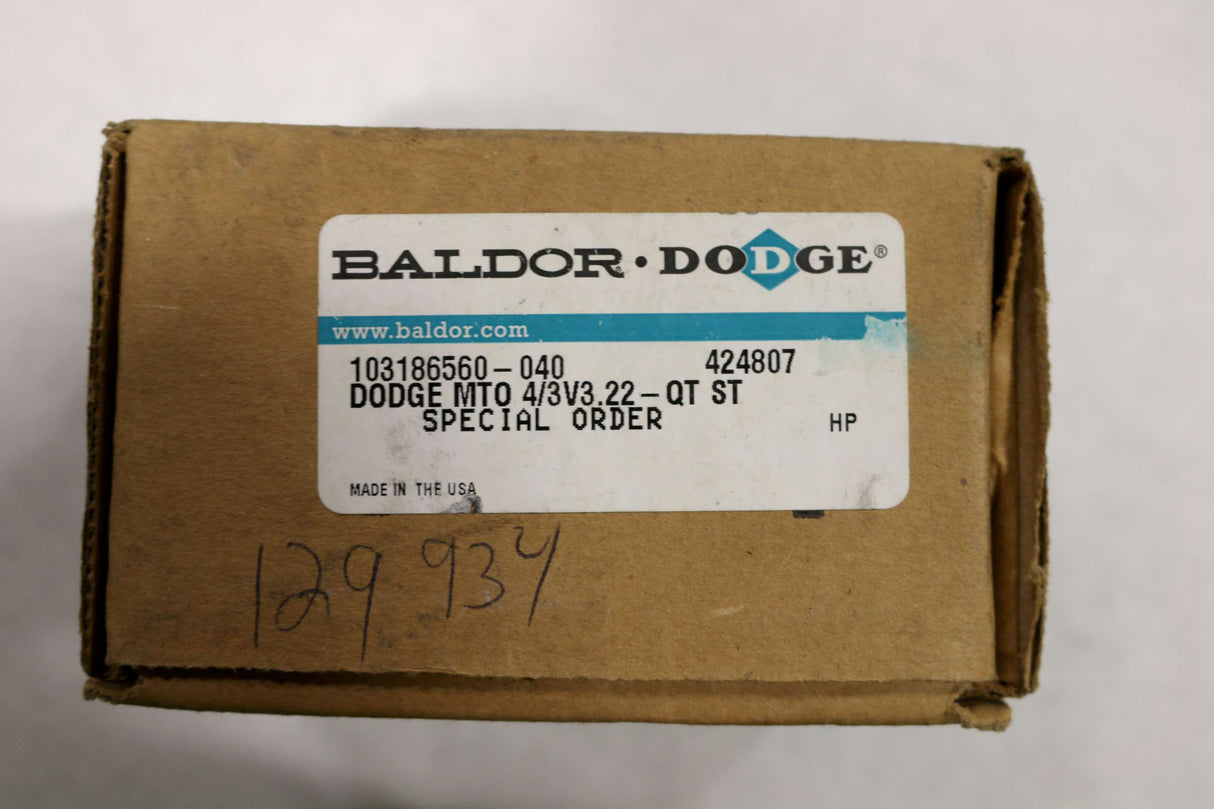 BALDOR · DODGE®
www.baldor.com
103186560-040 424807
DODGE MTO 4/3V3.22-QT ST
SPECIAL ORDER HP
MADE IN THE USA
129 934